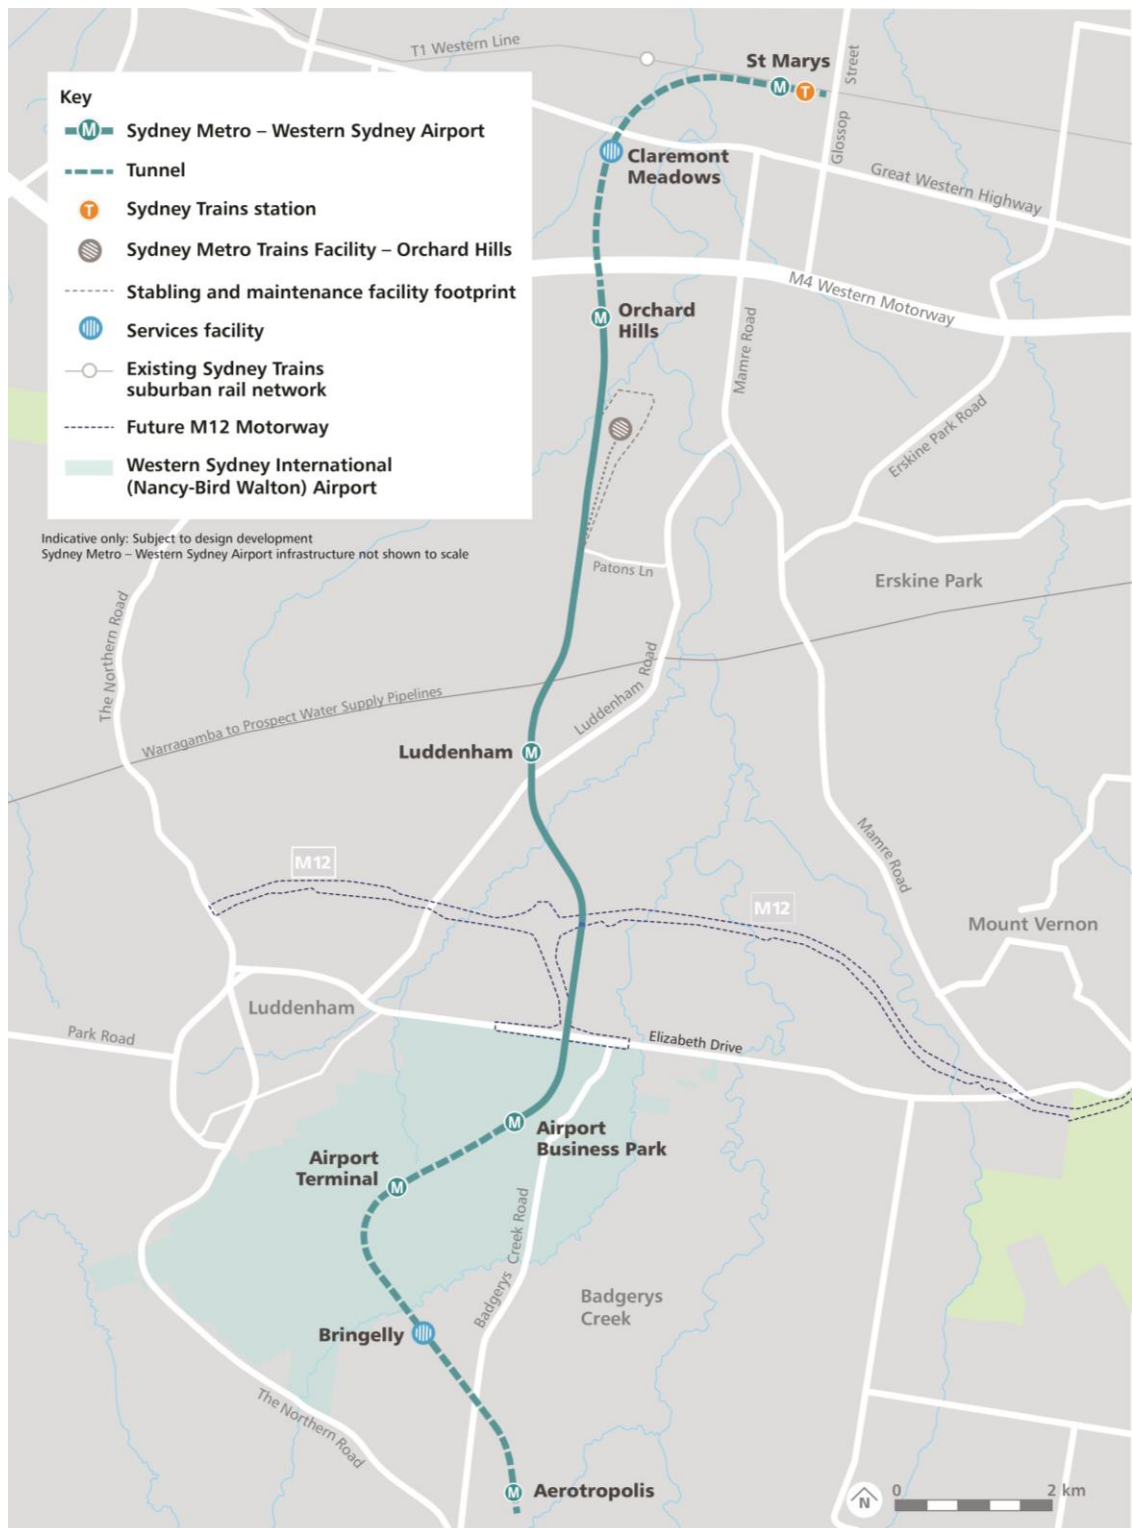 T1 Western Line
St Marys
M
T
Glossop Street
Key
M
Sydney Metro – Western Sydney Airport
Tunnel
T
Sydney Trains station
Sydney Metro Trains Facility – Orchard Hills
Stabling and maintenance facility footprint
Services facility
Existing Sydney Trains
suburban rail network
Future M12 Motorway
Western Sydney International
(Nancy-Bird Walton) Airport
Indicative only: Subject to design development
Sydney Metro – Western Sydney Airport infrastructure not shown to scale
Claremont
Meadows
Great Western Highway
M4 Western Motorway
M
Orchard
Hills
Mamre Road
Erskine Park Road
Patons Ln
Erskine Park
The Northern Road
Luddenham Road
Warragamba to Prospect Water Supply Pipelines
Luddenham
M
Mamre Road
M12
M12
Mount Vernon
Luddenham
Park Road
Elizabeth Drive
M
Airport
Business Park
Airport
Terminal
M
Badgerys Creek Road
Badgerys
Creek
Bringelly
The Northern Road
M
Aerotropolis
N
0
2 km